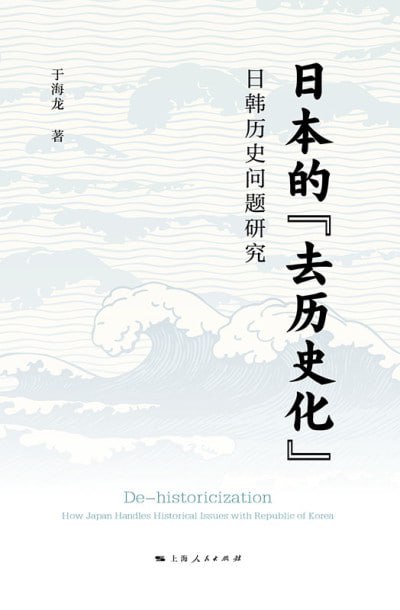 日本的『去历史化』
日韩历史问题研究
于海龙 著
De-historicization
How Japan Handles Historical Issues with Republic of Korea
上海人民出版社